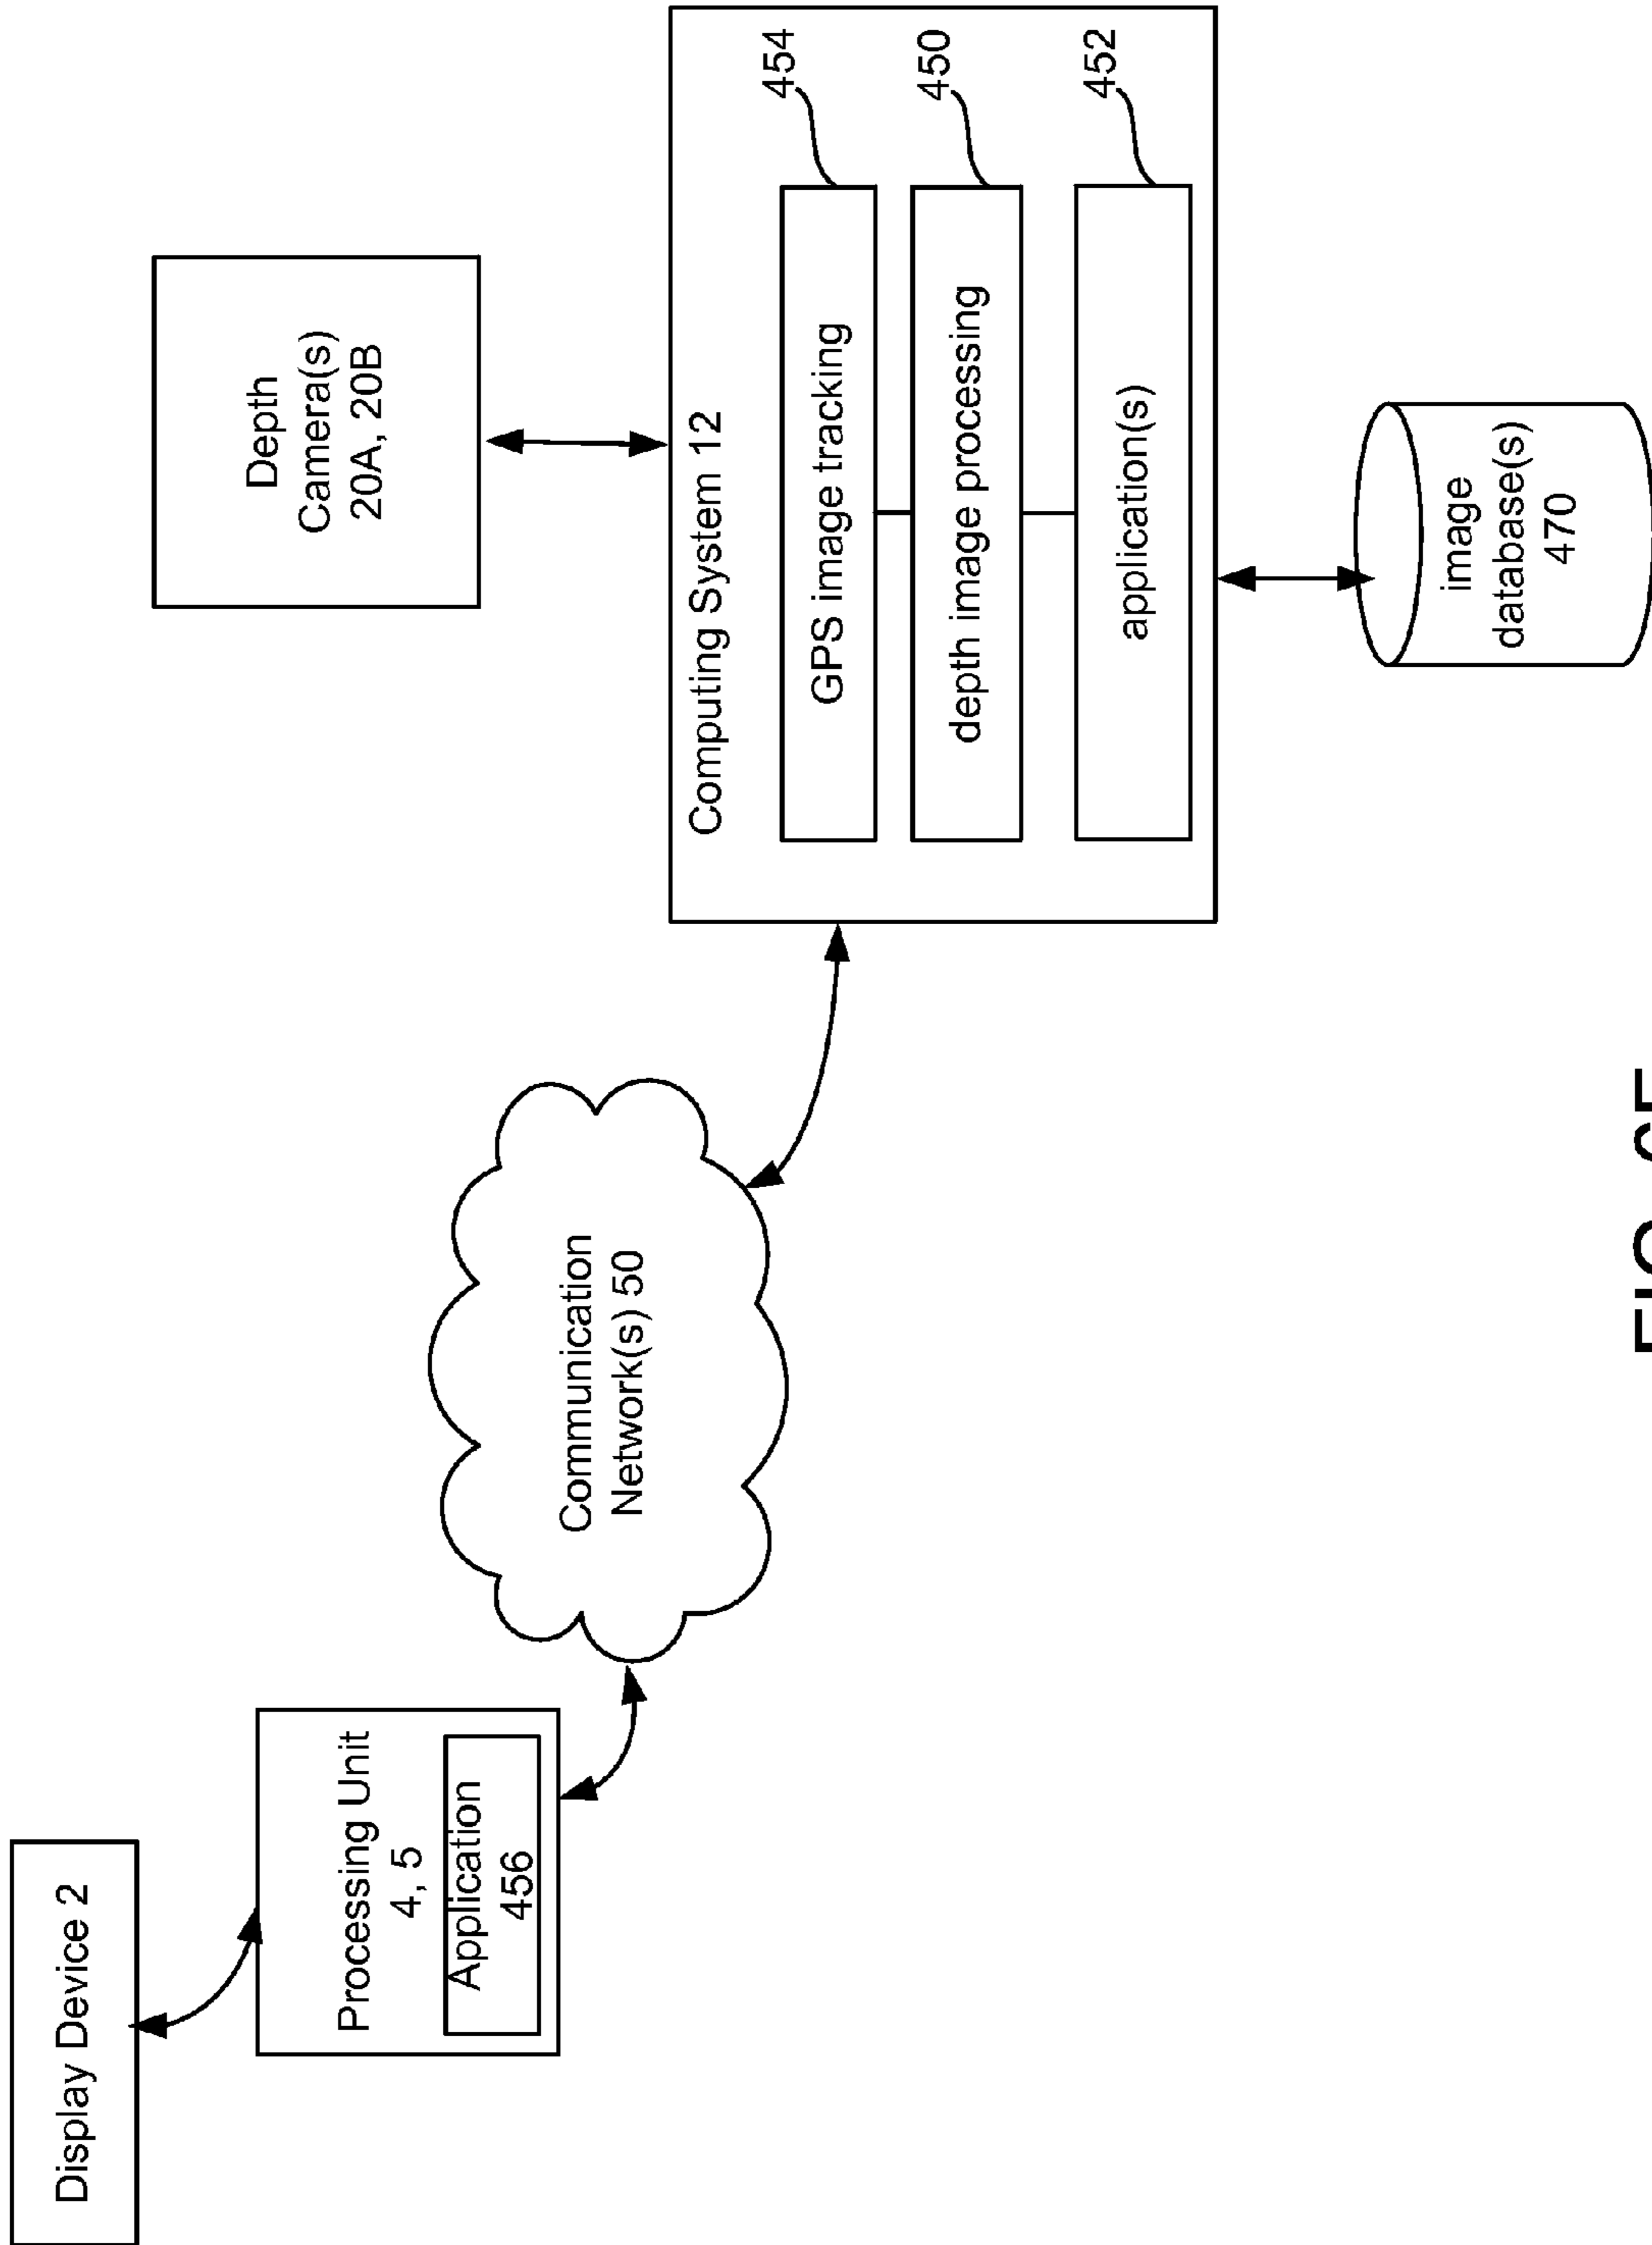 Display Device 2
Processing Unit
4, 5
Application
456
Communication
Network(s) 50
Depth
Camera(s)
20A, 20B
Computing System 12
GPS image tracking
454
depth image processing
450
application(s)
452
image
database(s)
470